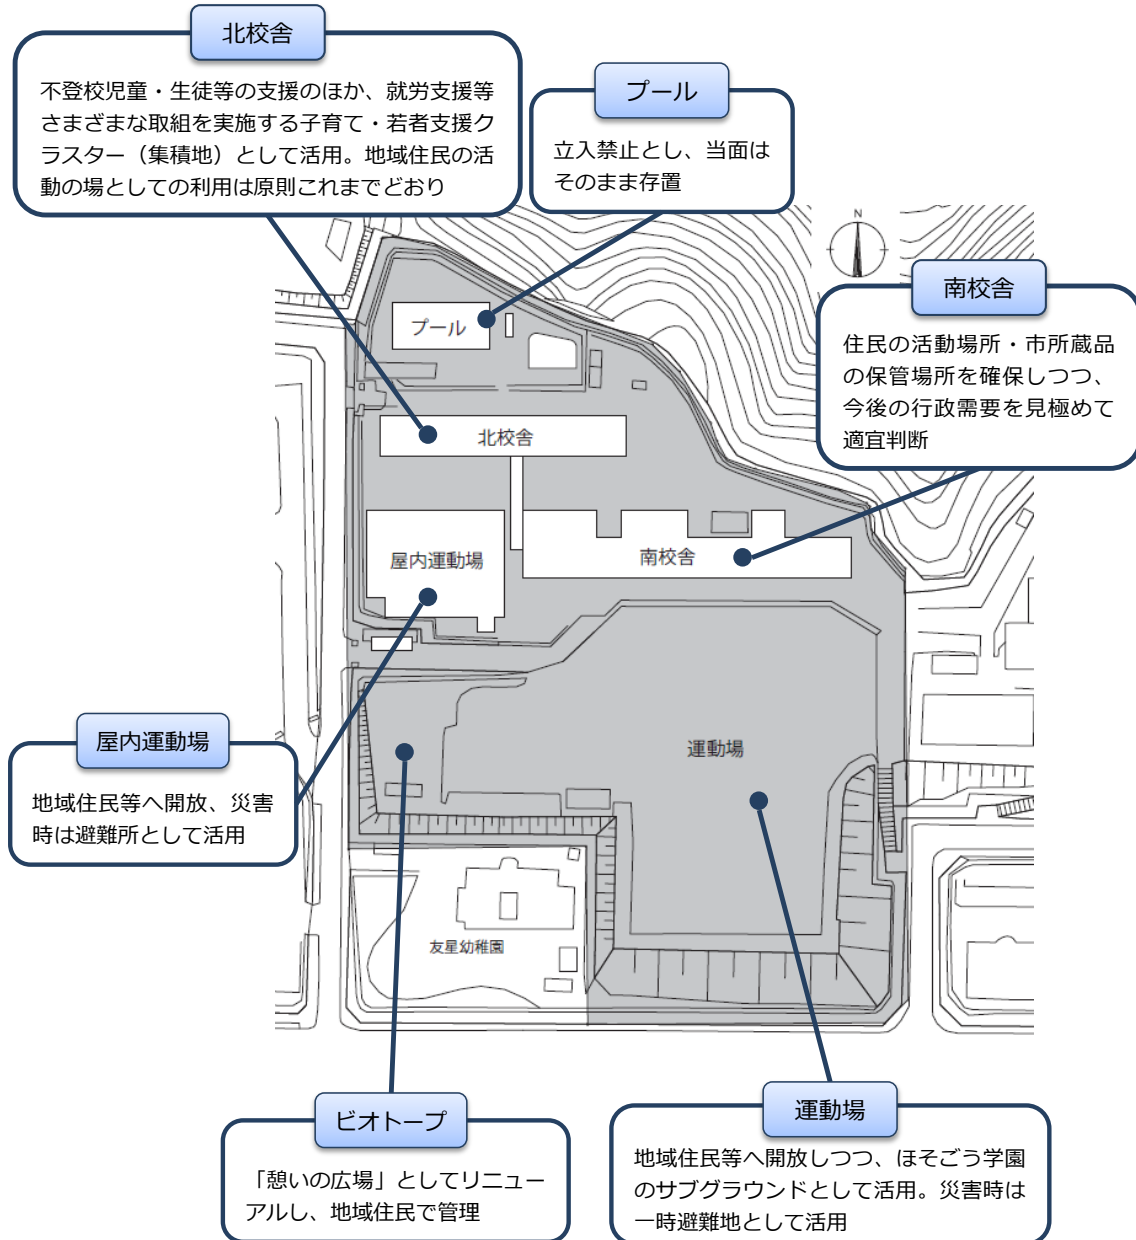 北校舎
不登校児童・生徒等の支援のほか、就労支援等
さまざまな取組を実施する子育て・若者支援ク
ラスター（集積地）として活用。地域住民の活
動の場としての利用は原則これまでどおり
プール
立入禁止とし、当面は
そのまま存置
N
南校舎
住民の活動場所・市所蔵品
の保管場所を確保しつつ、
今後の行政需要を見極めて
適宜判断
プール
北校舎
屋内運動場
南校舎
屋内運動場
地域住民等へ開放、災害
時は避難所として活用
運動場
友星幼稚園
ビオトープ
「憩いの広場」としてリニュー
アルし、地域住民で管理
運動場
地域住民等へ開放しつつ、ほそごう学園
のサブグラウンドとして活用。災害時は
一時避難地として活用